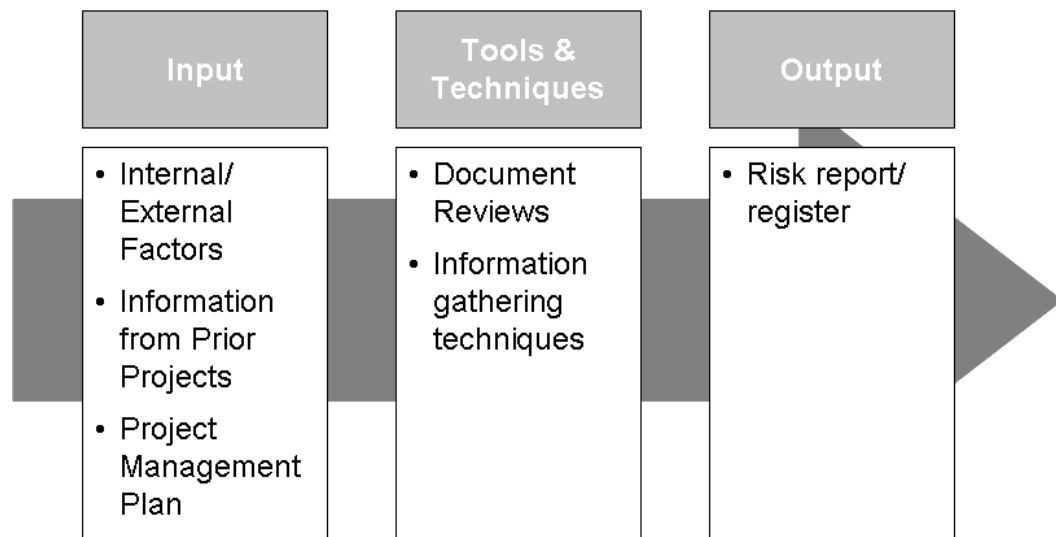 Input
Tools &
Techniques
Output
• Internal/
External
Factors
• Information
from Prior
Projects
• Project
Management
Plan
• Document
Reviews
• Information
gathering
techniques
• Risk report/
register